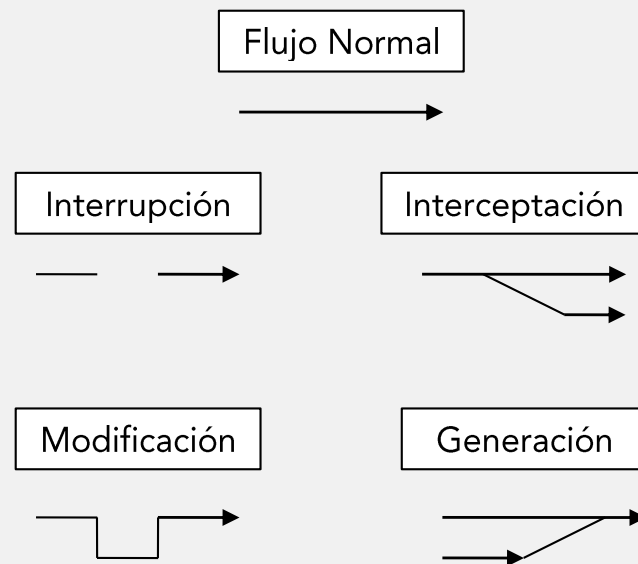 Flujo Normal
Interrupción
Interceptación
Modificación
Generación